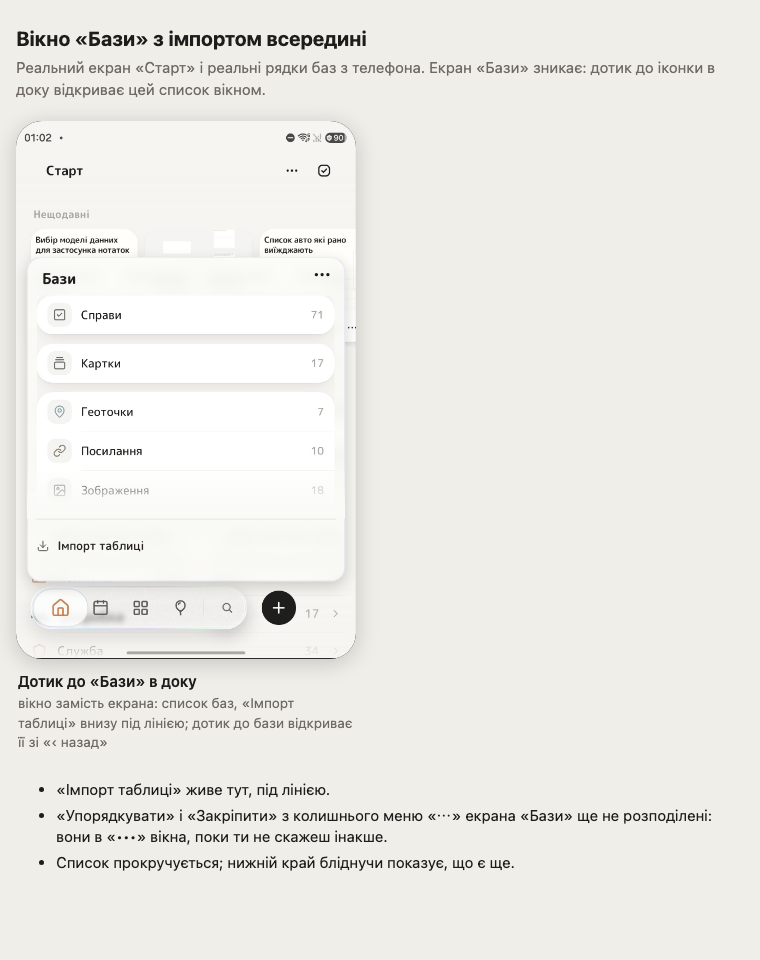 Вікно «Бази» з імпортом всередині
Реальний екран «Старт» і реальні рядки баз з телефона. Екран «Бази» зникає: дотик до іконки в
доку відкриває цей список вікном.
01:02
90
Старт
Нещодавні
Вибір моделі данних
для застосунка нотаток
Список авто які рано
виїжджають
Бази
Справи 71
Картки 17
Геоточки 7
Посилання 10
Зображення 18
Імпорт таблиці
17
Служба 34
Дотик до «Бази» в доку
вікно замість екрана: список баз, «Імпорт
таблиці» внизу під лінією; дотик до бази відкриває
її зі «‹ назад»
• «Імпорт таблиці» живе тут, під лінією.
• «Упорядкувати» і «Закріпити» з колишнього меню «···» екрана «Бази» ще не розподілені:
вони в «•••» вікна, поки ти не скажеш інакше.
• Список прокручується; нижній край бліднучи показує, що є ще.